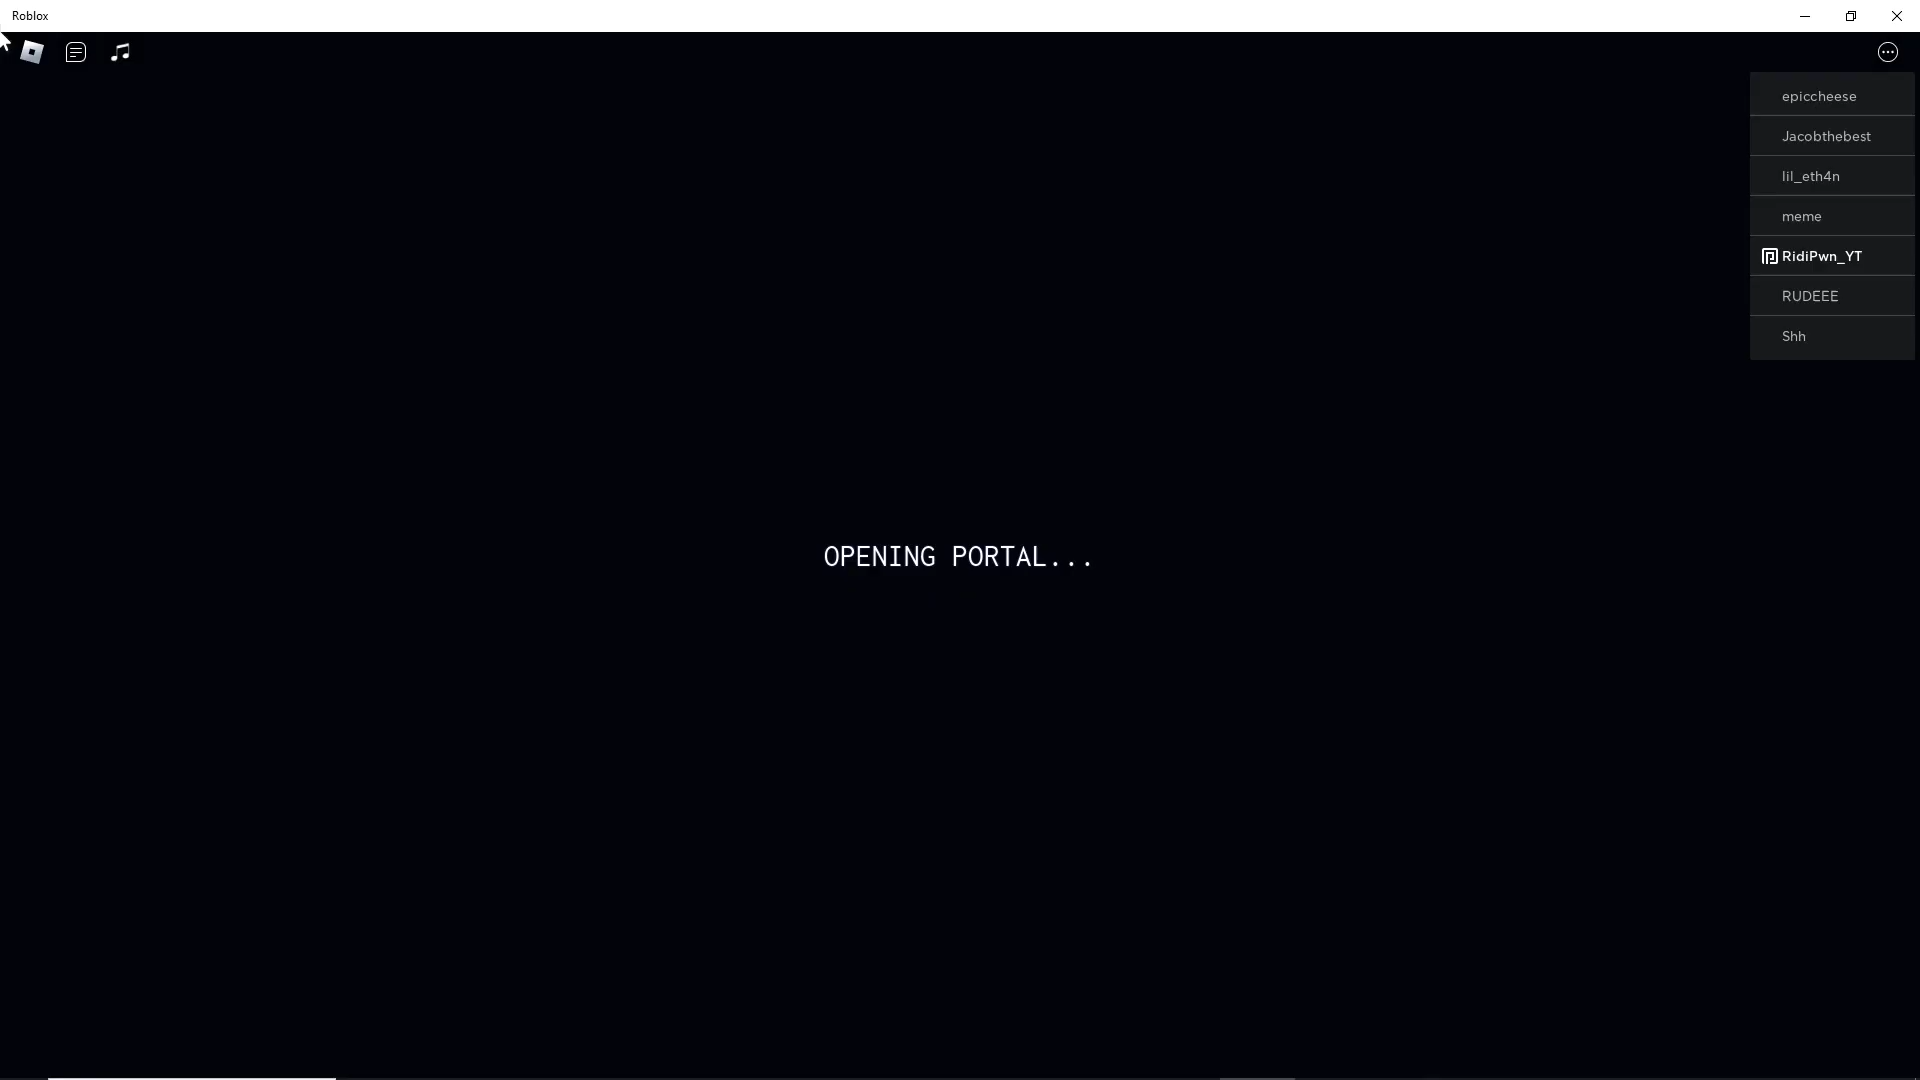 Roblox
epiccheese
Jacobthebest
lil_eth4n
meme
RidiPwn_YT
RUDEEE
Shh
OPENING PORTAL...